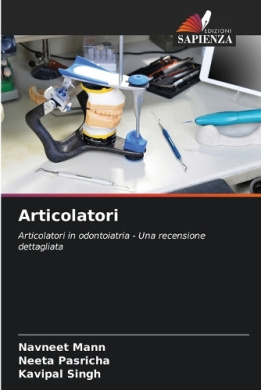 EDIZIONI
SAPIENZA
Articolatori
Articolatori in odontoiatria - Una recensione
dettagliata
Navneet Mann
Neeta Pasricha
Kavipal Singh